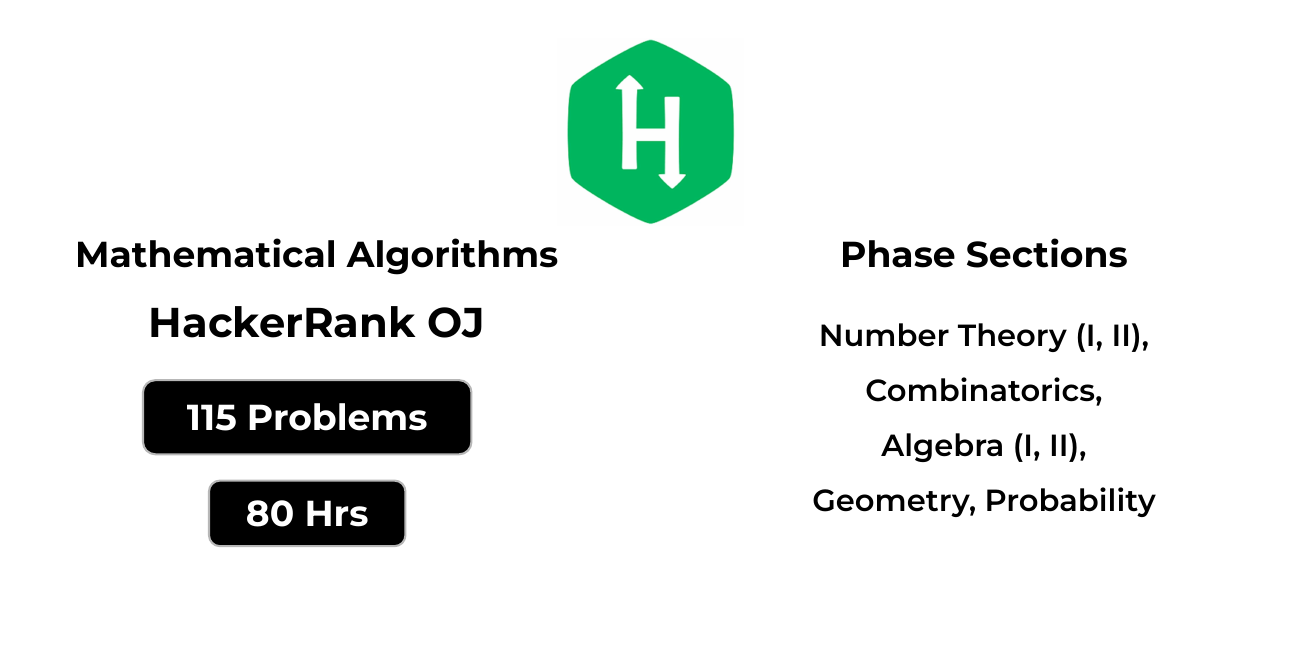 H
Mathematical Algorithms
HackerRank OJ
115 Problems
80 Hrs
Phase Sections
Number Theory (I, II),
Combinatorics,
Algebra (I, II),
Geometry, Probability